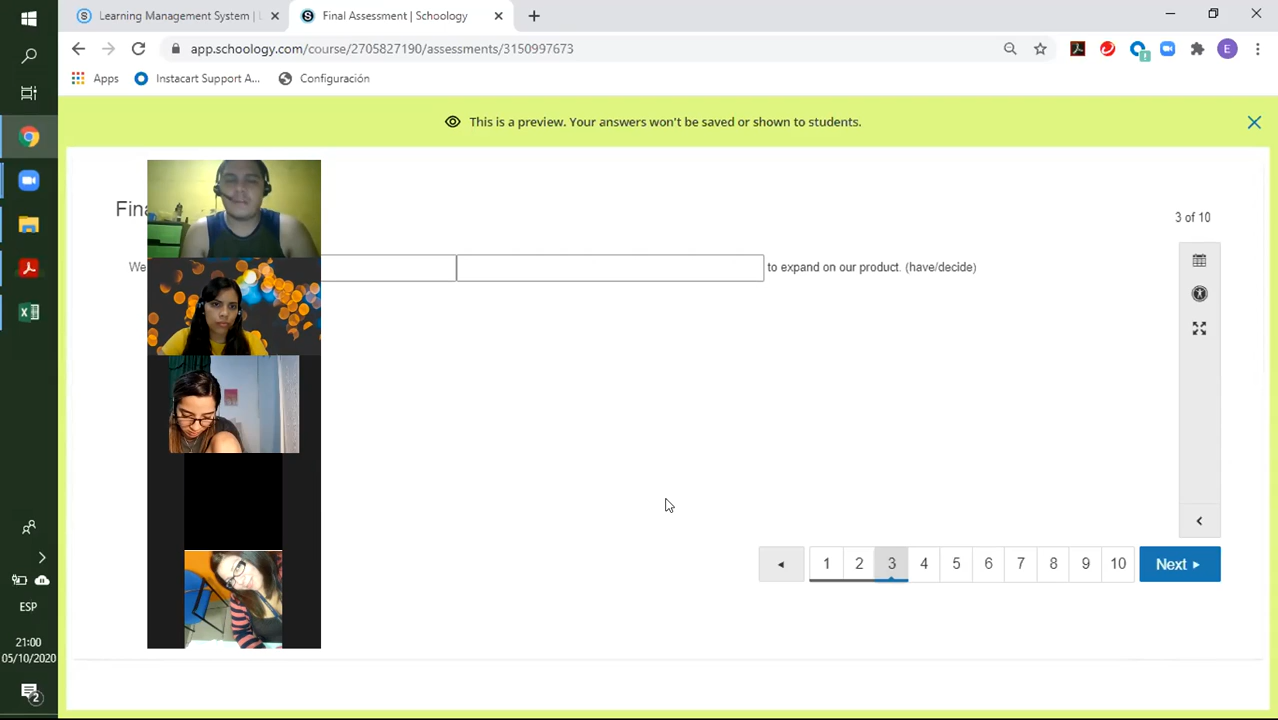 Learning Management System | L
Final Assessment | Schoology
app.schoology.com/course/2705827190/assessments/3150997673
Apps
Instacart Support A...
Configuración
This is a preview. Your answers won't be saved or shown to students.
Fina
3 of 10
We
to expand on our product. (have/decide)
1 2 3 4 5 6 7 8 9 10 Next
ESP
21:00
05/10/2020
2